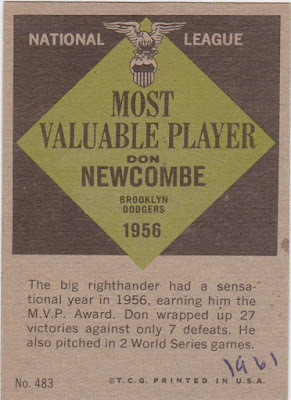 NATIONAL LEAGUE
MOST
VALUABLE PLAYER
DON
NEWCOMBE
BROOKLYN
DODGERS
1956
The big righthander had a sensa-
tional year in 1956, earning him the
M.V.P. Award. Don wrapped up 27
victories against only 7 defeats. He
also pitched in 2 World Series games.
1961
No. 483
© T.C.G. PRINTED IN U.S.A.